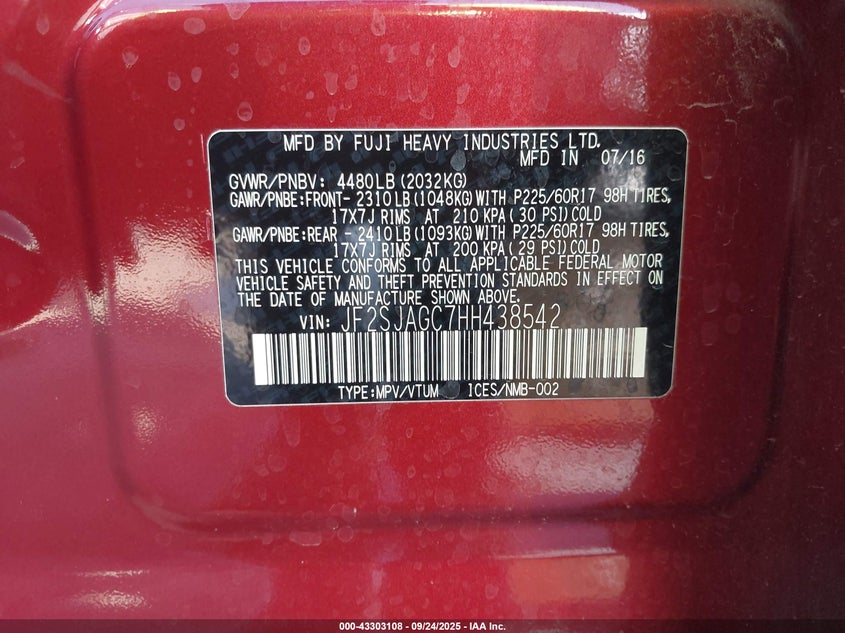 MFD BY FUJI HEAVY INDUSTRIES LTD.
MFD IN 07/16
GVWR/PNBV: 4480LB (2032KG)
GAWR/PNBE:FRONT- 2310LB (1048KG) WITH P225/60R17 98H TIRES,
17X7J RIMS AT 210 KPA ( 30 PSI) COLD
GAWR/PNBE:REAR - 2410LB (1093KG) WITH P225/60R17 98H TIRES,
17X7J RIMS AT 200 KPA ( 29 PSI) COLD
THIS VEHICLE CONFORMS TO ALL APPLICABLE FEDERAL MOTOR
VEHICLE SAFETY AND THEFT PREVENTION STANDARDS IN EFFECT ON
THE DATE OF MANUFACTURE SHOWN ABOVE.
VIN: JF2SJAGC7HH438542
TYPE:MPV/VTUM ICES/NMB-002
000-43303108 - 09/24/2025 - IAA Inc.